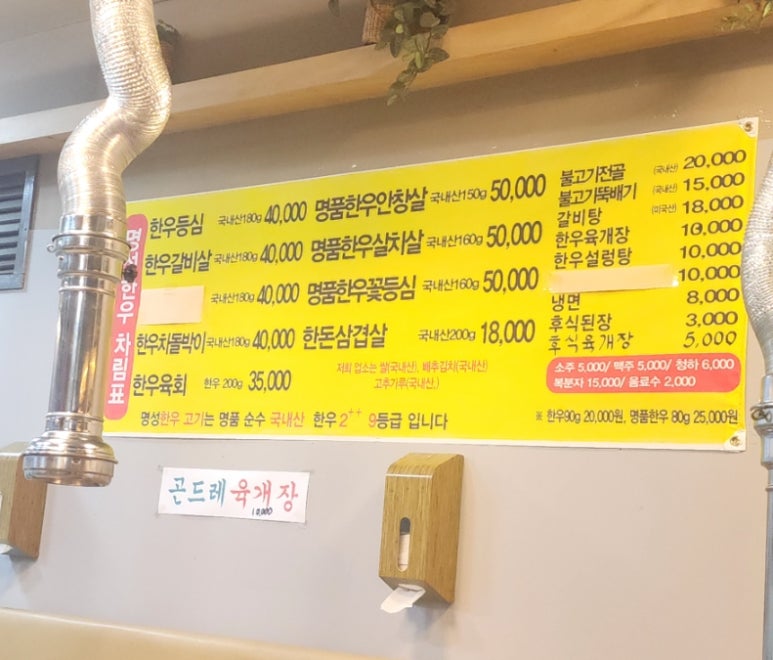 명성한우 차림표
한우등심 국내산180g 40,000
한우갈비살 국내산180g 40,000
국내산180g 40,000
한우차돌박이 국내산180g 40,000
한우육회 한우 200g 35,000
명품한우안창살 국내산150g 50,000
명품한우살치살 국내산160g 50,000
명품한우꽃등심 국내산160g 50,000
한돈삼겹살 국내산200g 18,000
저희 업소는 쌀(국내산), 배추김치(국내산)
고추가루(국내산,)
불고기전골 (국내산) 20,000
불고기뚝배기 (국내산) 15,000
갈비탕 (미국산) 18,000
한우육개장 10,000
한우설렁탕 10,000
10,000
냉면 8,000
후식된장 3,000
후식육개장 5,000
소주 5,000/ 맥주 5,000/ 청하 6,000
복분자 15,000/ 음료수 2,000
명성한우 고기는 명품 순수 국내산 한우2++ 9등급 입니다
※ 한우90g 20,000원, 명품한우 80g 25,000원
곤드레 육개장
10,000